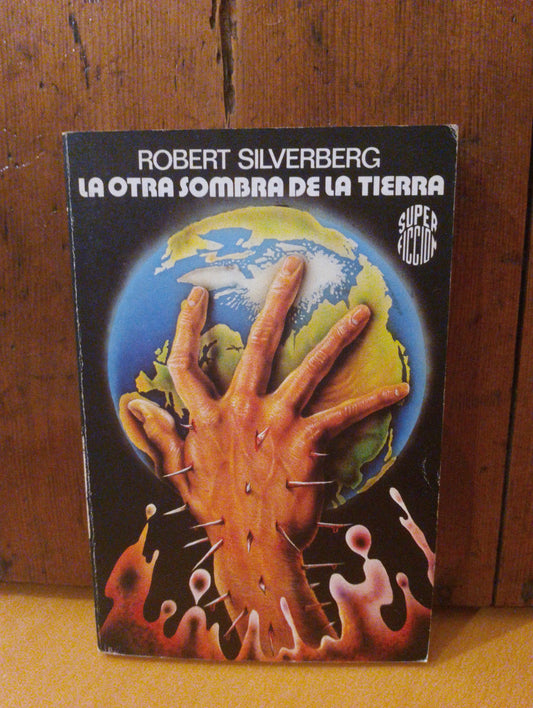 ROBERT SILVERBERG
LA OTRA SOMBRA DE LA TIERRA
SUPER
FICCION